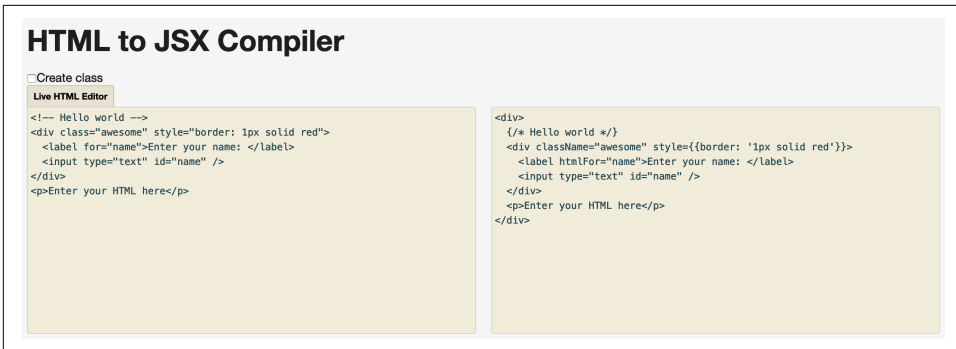 HTML to JSX Compiler
Create class
Live HTML Editor
<!-- Hello world -->
<div class="awesome" style="border: 1px solid red">
  <label for="name">Enter your name: </label>
  <input type="text" id="name" />
</div>
<p>Enter your HTML here</p>
<div>
  {/* Hello world */}
  <div className="awesome" style={{border: '1px solid red'}}>
    <label htmlFor="name">Enter your name: </label>
    <input type="text" id="name" />
  </div>
  <p>Enter your HTML here</p>
</div>